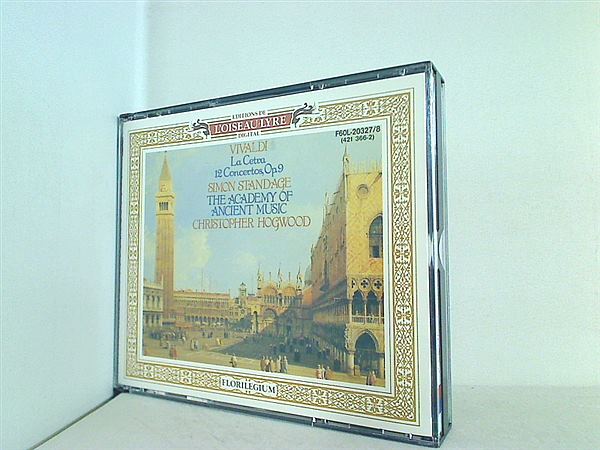 EDITIONS DE
L'OISEAU-LYRE
DIGITAL
F60L-20327/8
(421 366-2)
VIVALDI
La Cetra
12 Concertos, Op.9
SIMON STANDAGE
THE ACADEMY OF
ANCIENT MUSIC
CHRISTOPHER HOGWOOD
FLORILEGIUM